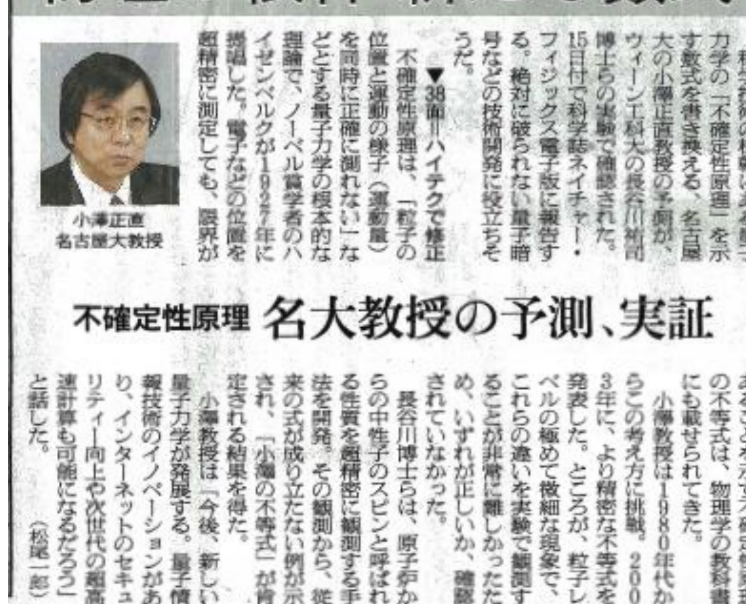 力学の「不確定性原理」を示
す数式を書き換える、名古屋
大の小澤正直教授の予測が、
ウィーン工科大の長谷川祐司
博士らの実験で確認された。
15日付で科学誌ネイチャー・
フィジックス電子版に報告す
る。絶対に破られない量子暗
号などの技術開発に役立ちそ
うだ。
▼38面＝ハイテクで修正
不確定性原理は、「粒子の
位置と運動の様子（運動量）
を同時に正確に測れない」な
どとする量子力学の根本的な
理論で、ノーベル賞学者のハ
イゼンベルクが1927年に
提唱した。電子などの位置を
超精密に測定しても、限界が
小澤正直
名古屋大教授
不確定性原理 名大教授の予測、実証
の不等式は、物理学の教科書
にも載せられてきた。
小澤教授は1980年代か
らこの考え方に挑戦。200
3年に、より精密な不等式を
発表した。ところが、粒子レ
ベルの極めて微細な現象で、
これらの違いを実験で観測す
ることが非常に難しかったた
め、いずれが正しいか、確認
されていなかった。
長谷川博士らは、原子炉か
らの中性子のスピンと呼ばれ
る性質を超精密に観測する手
法を開発。その観測から、従
来の式が成り立たない例が示
され、「小澤の不等式」が肯
定される結果を得た。
小澤教授は「今後、新しい
量子力学が発展する。量子情
報技術のイノベーションがあ
り、インターネットのセキュ
リティー向上や次世代の超高
速計算も可能になるだろう」
と話した。
（松尾一郎）